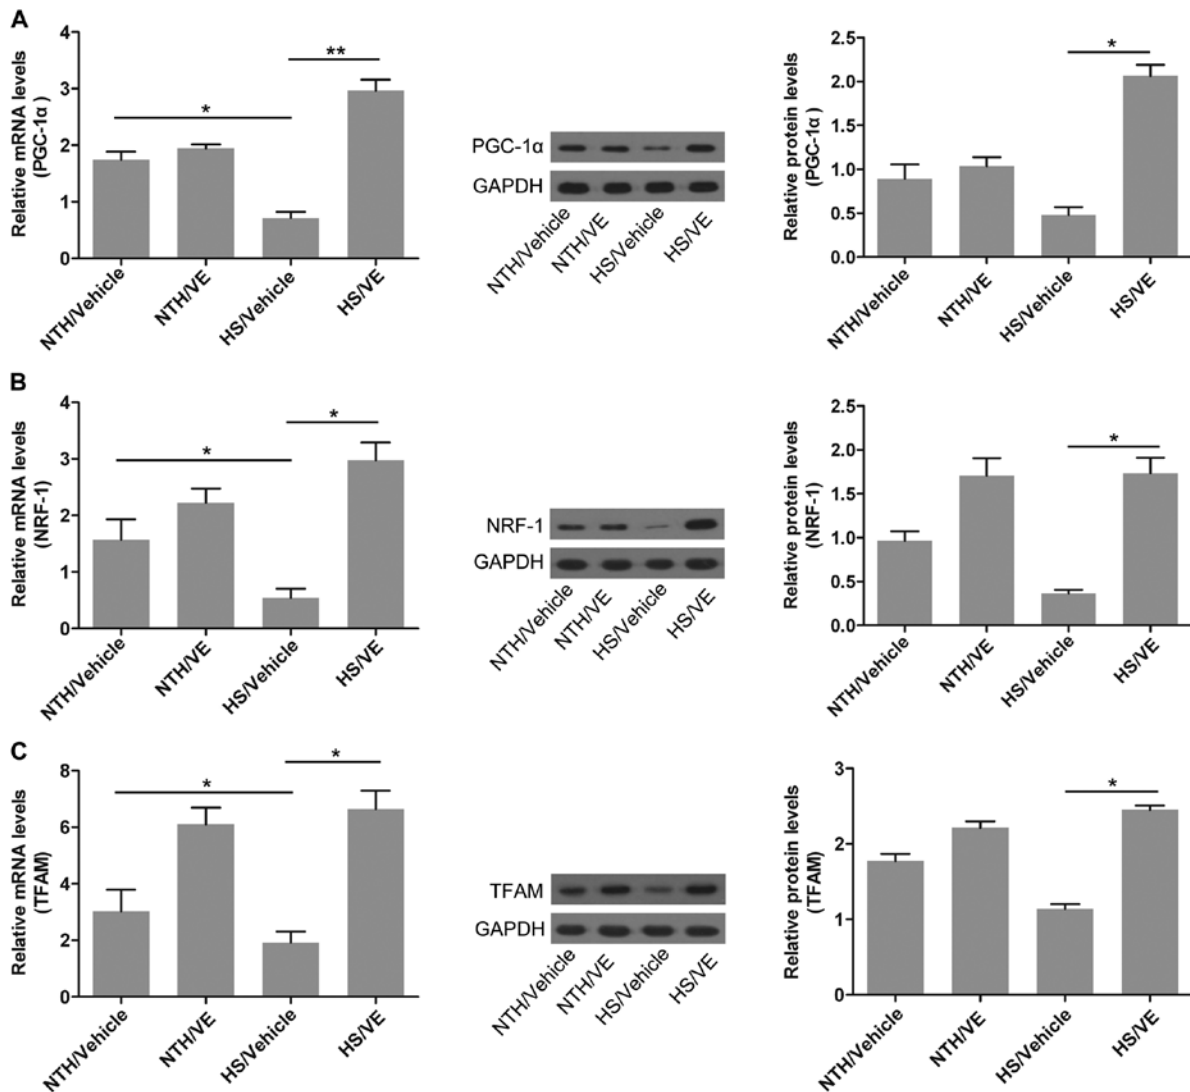 A
Relative mRNA levels
(PGC-1α)
4
3
2
1
0
*
**
NTH/Vehicle
NTH/VE
HS/Vehicle
HS/VE
PGC-1α
GAPDH
NTH/Vehicle
NTH/VE
HS/Vehicle
HS/VE
Relative protein levels
(PGC-1α)
2.5
2.0
1.0
0.5
0.0
*
NTH/Vehicle
NTH/VE
HS/Vehicle
HS/VE
B
Relative mRNA levels
(NRF-1)
4
3
2
1
0
*
*
NTH/Vehicle
NTH/VE
HS/Vehicle
HS/VE
NRF-1
GAPDH
NTH/Vehicle
NTH/VE
HS/Vehicle
HS/VE
Relative protein levels
(NRF-1)
2.5
2.0
1.5
1.0
0.5
0.0
*
NTH/Vehicle
NTH/VE
HS/Vehicle
HS/VE
C
Relative mRNA levels
(TFAM)
8
6
4
2
0
*
*
NTH/Vehicle
NTH/VE
HS/Vehicle
HS/VE
TFAM
GAPDH
NTH/Vehicle
NTH/VE
HS/Vehicle
HS/VE
Relative protein levels
(TFAM)
3
2
1
0
*
NTH/Vehicle
NTH/VE
HS/Vehicle
HS/VE